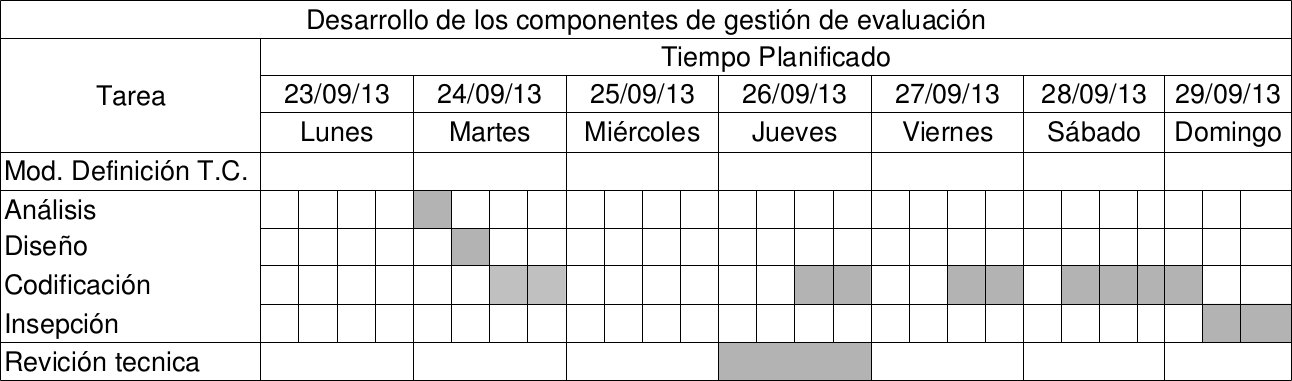 Desarrollo de los componentes de gestión de evaluación
Tiempo Planificado
Tarea
23/09/13 24/09/13 25/09/13 26/09/13 27/09/13 28/09/13 29/09/13
Lunes Martes Miércoles Jueves Viernes Sábado Domingo
Mod. Definición T.C.
Análisis
Diseño
Codificación
Insepción
Revición tecnica